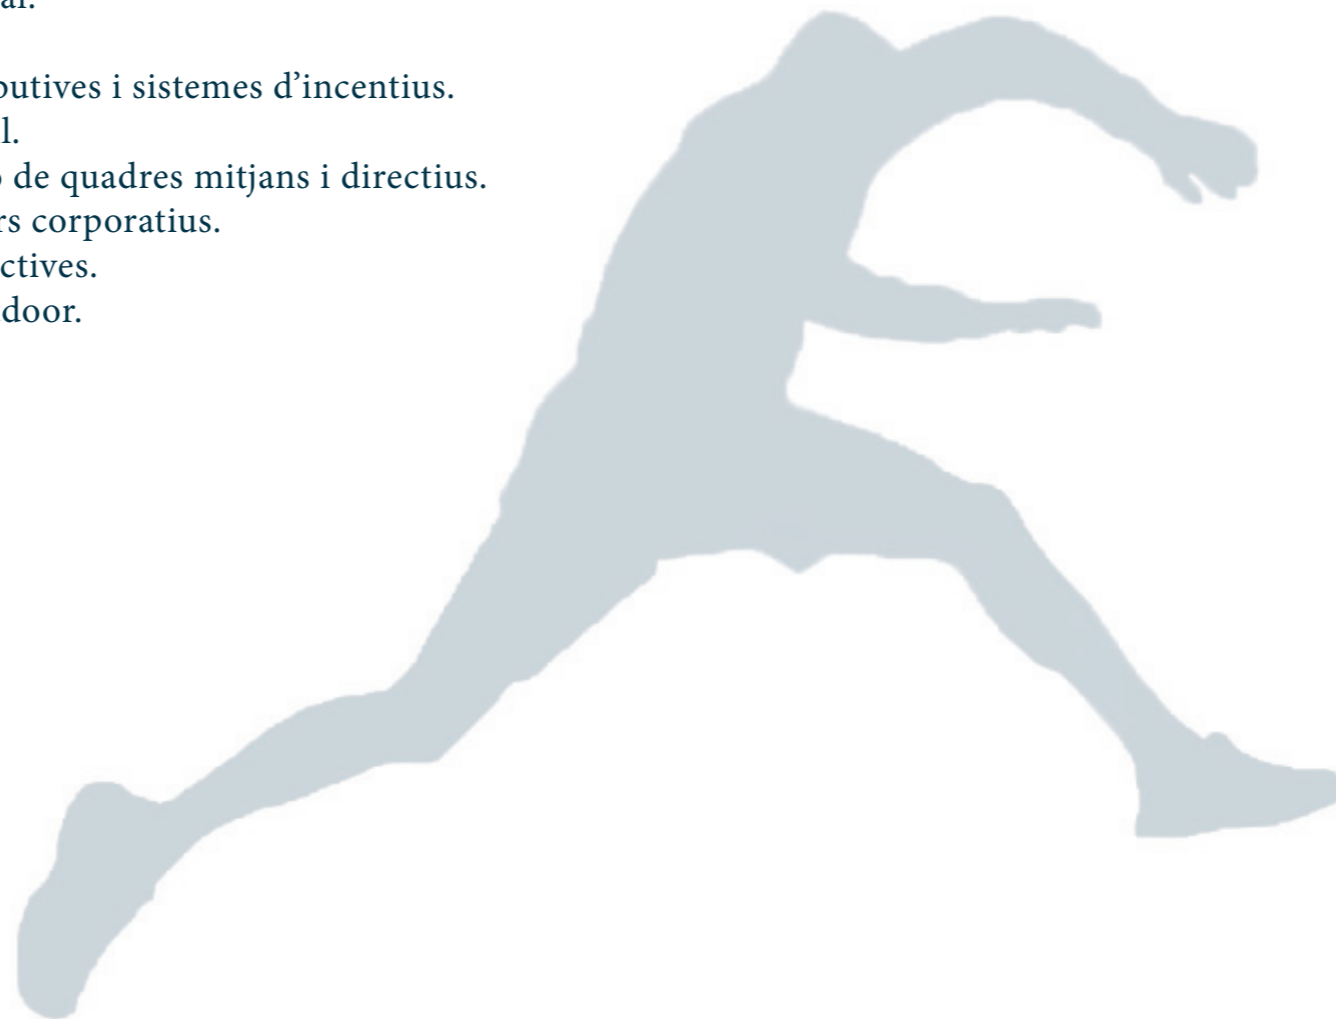 al.
butives i sistemes d’incentius.
l.
de quadres mitjans i directius.
rs corporatius.
ctives.
door.